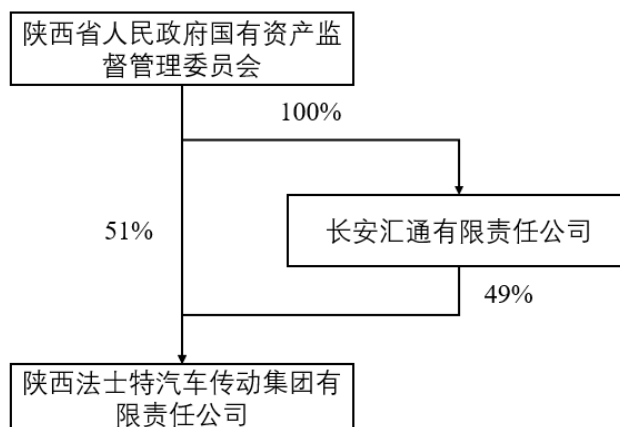 陕西省人民政府国有资产监
督管理委员会
100%
51%
长安汇通有限责任公司
49%
陕西法士特汽车传动集团有
限责任公司